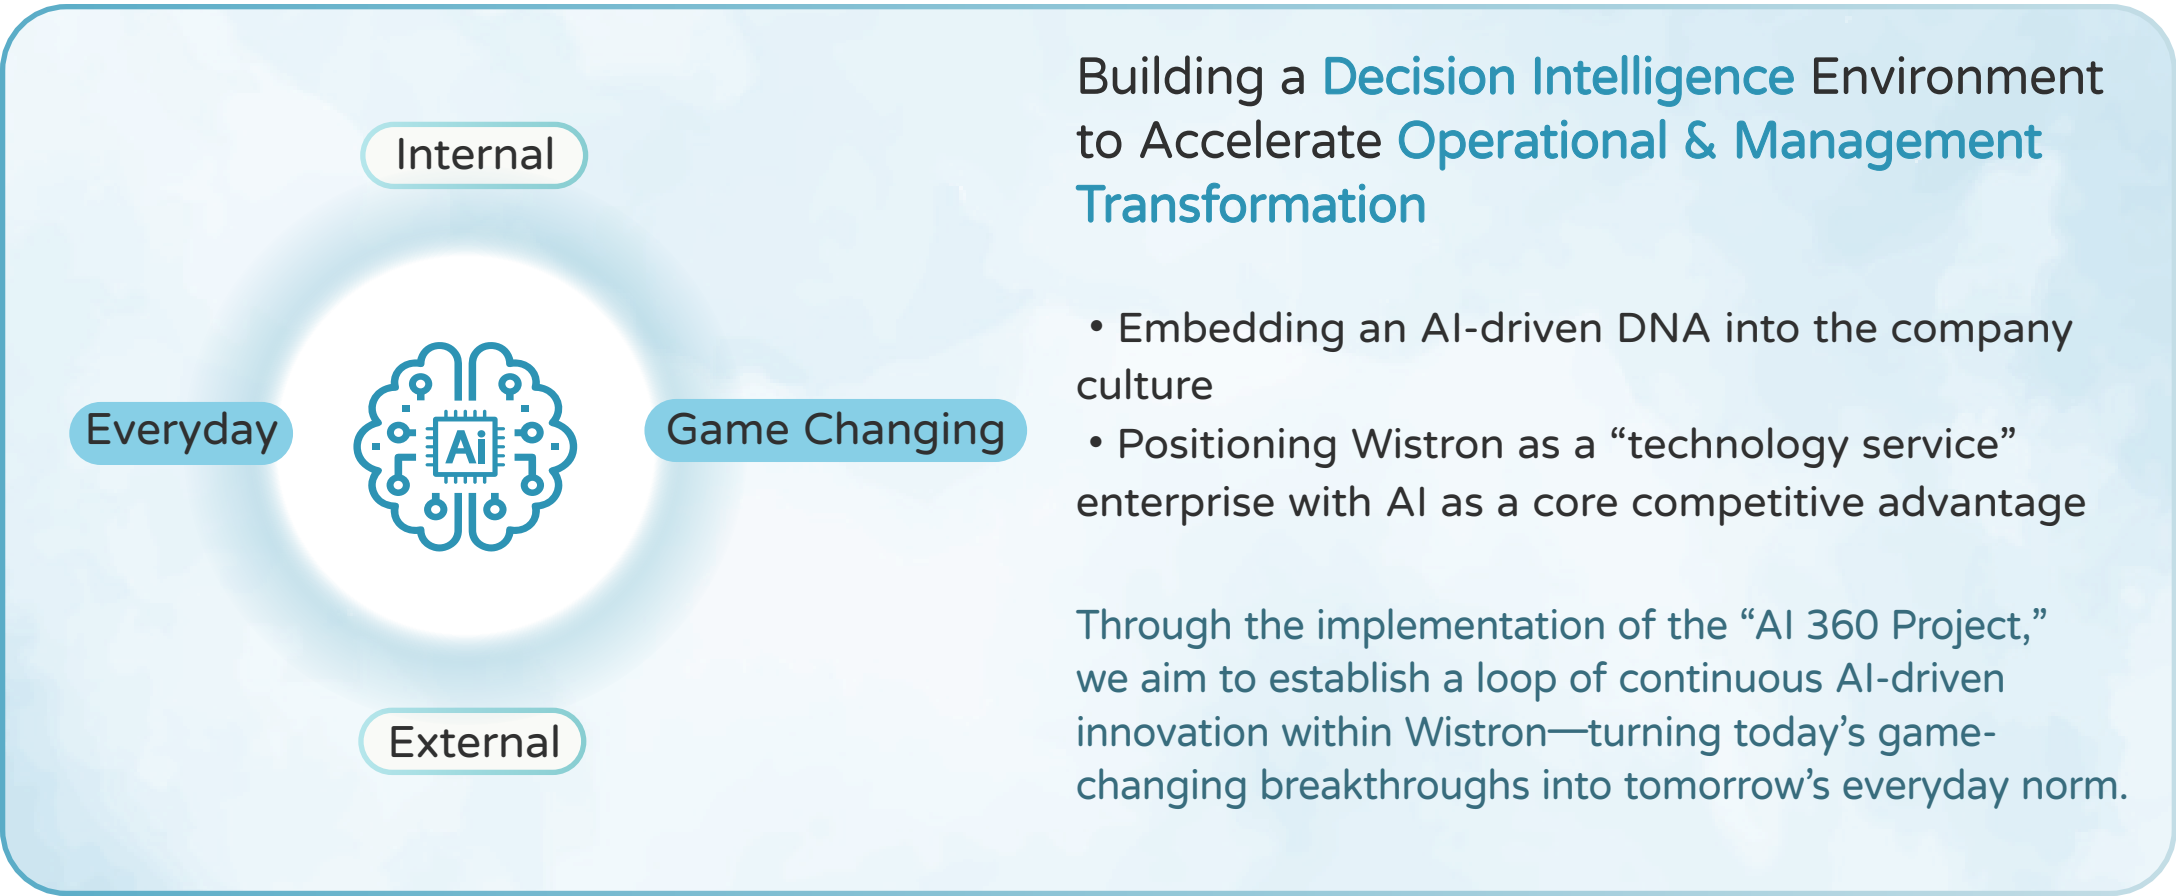 Internal
Everyday
Ai
Game Changing
External
Building a Decision Intelligence Environment
to Accelerate Operational & Management
Transformation
• Embedding an AI-driven DNA into the company
culture
• Positioning Wistron as a “technology service”
enterprise with AI as a core competitive advantage
Through the implementation of the “AI 360 Project,”
we aim to establish a loop of continuous AI-driven
innovation within Wistron—turning today’s game-
changing breakthroughs into tomorrow’s everyday norm.